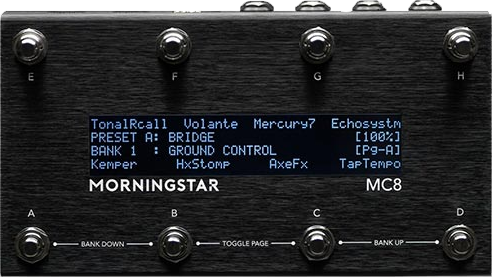 E F G H
TonalRcall Volante Mercury7 Echosystm
PRESET A: BRIDGE [100%]
BANK 1 : GROUND CONTROL [Pg-A]
Kemper HxStomp AxeFx TapTempo
MORNINGSTAR MC8
A B C D
BANK DOWN TOGGLE PAGE BANK UP